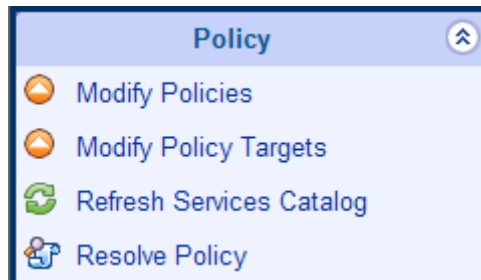 Policy
Modify Policies
Modify Policy Targets
Refresh Services Catalog
Resolve Policy